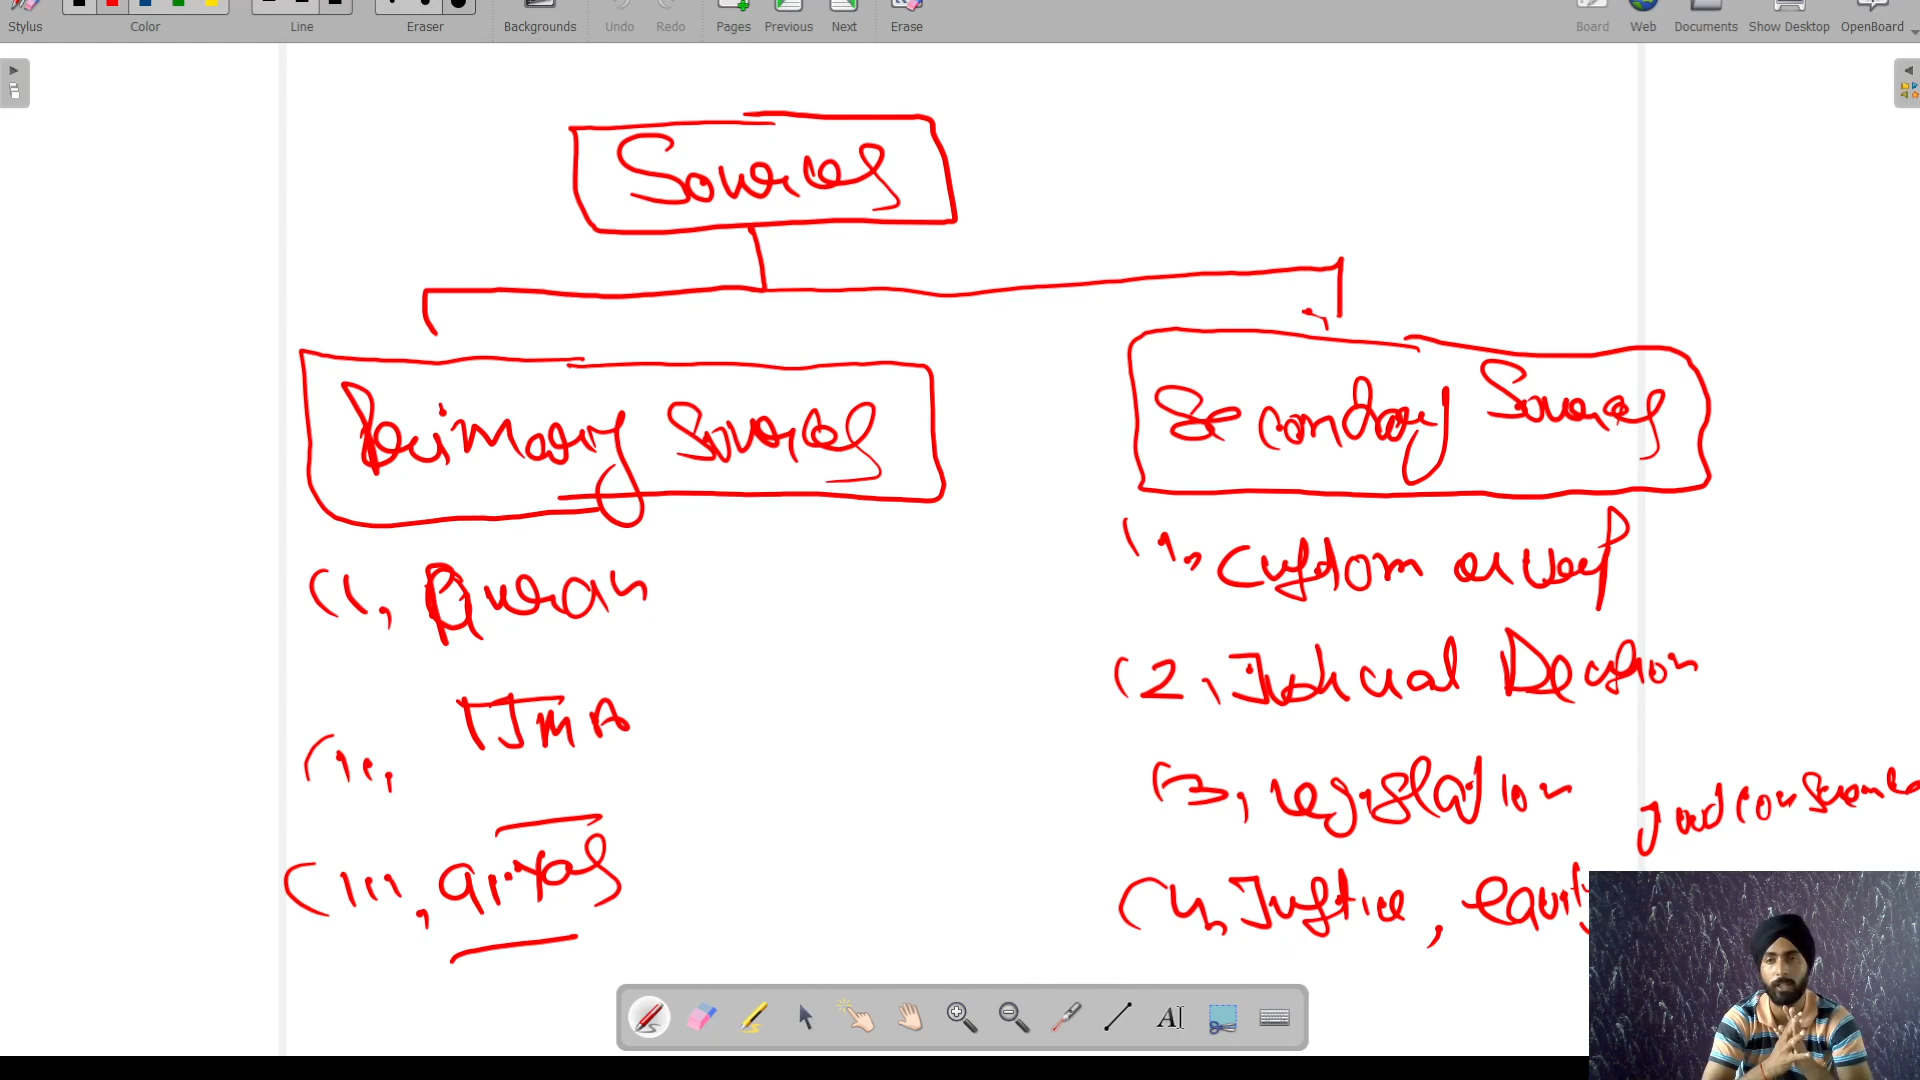 Stylus Color Line Eraser Backgrounds Undo Redo Pages Previous Next Erase Board Web Documents Show Desktop OpenBoard
Sources
Primary Sources
Secondary Sources
(i, Quran
(ii, IJMA
(iii, qiyas
(1, Custom or usage
(2, Judicial Decision
(3, legislation
(4, Justice, equity
good conscience